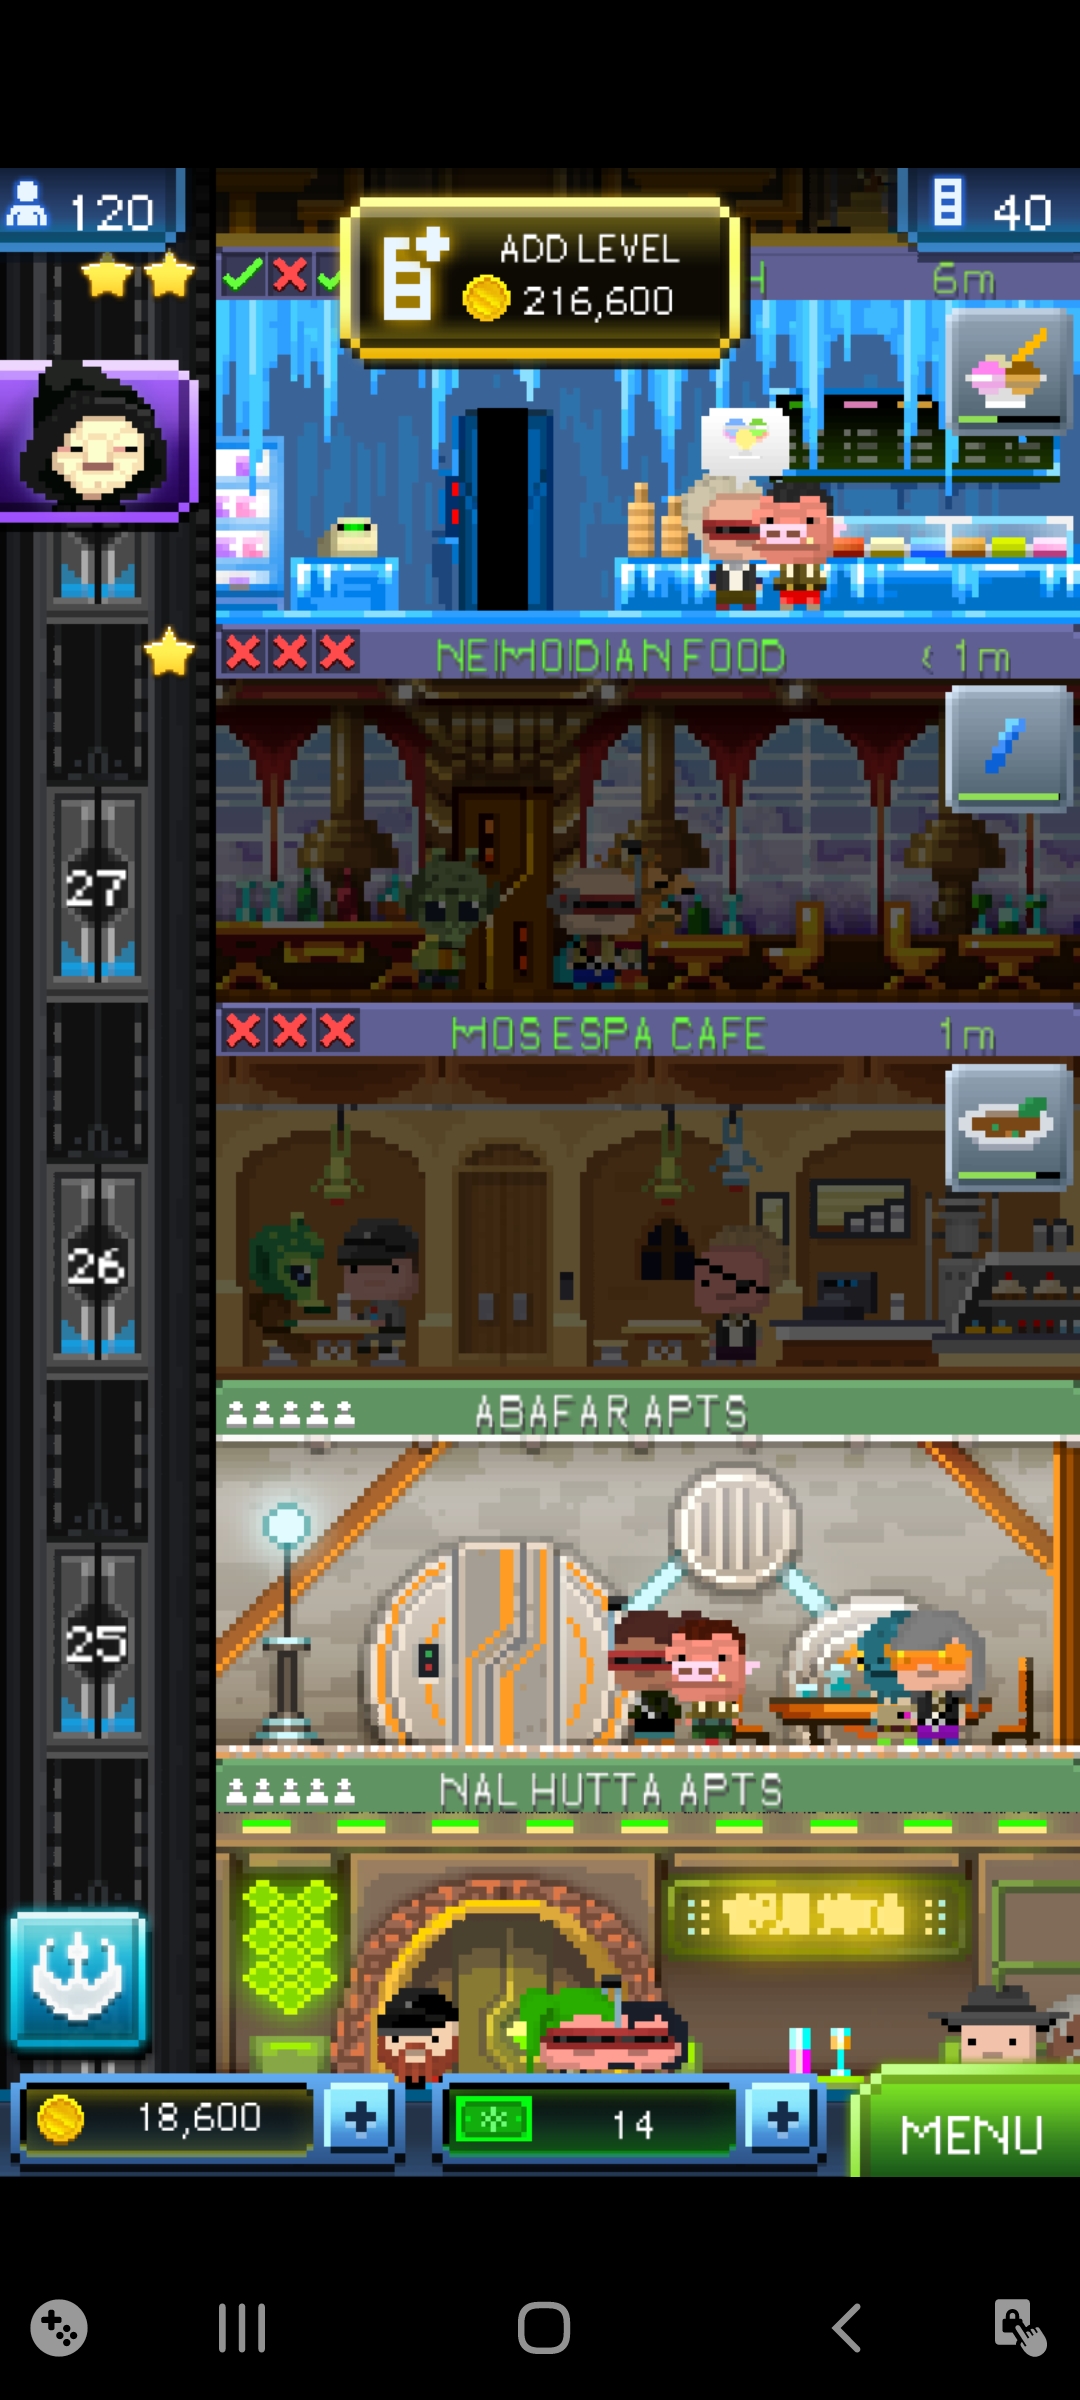 120
ADD LEVEL
216,600
40
6m
NEIMOIDIAN FOOD
< 1m
27
MOS ESPA CAFE
1m
26
ABAFAR APTS
25
NAL HUTTA APTS
18,600
14
MENU